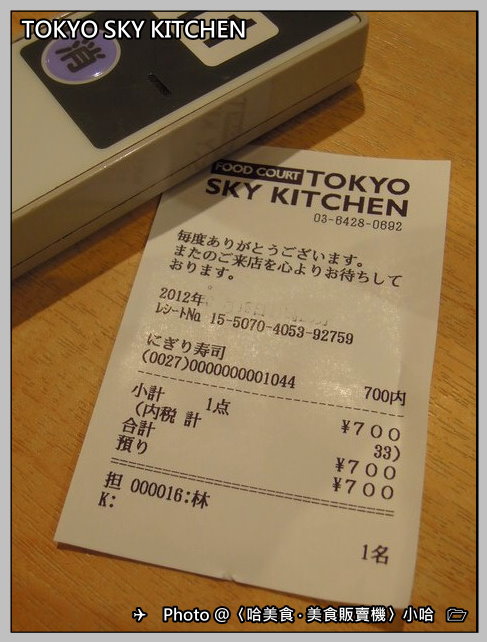 TOKYO SKY KITCHEN
消
FOOD COURT TOKYO
SKY KITCHEN
03-6428-0692
毎度ありがとうございます。
またのご来店を心よりお待ちして
おります。
2012年
ﾚｼｰﾄNo. 15-5070-4053-92759
にぎり寿司
(0027)0000000001044 700内
小計 1点 ¥700
(内税 計 33)
合計 ¥700
預り ¥700
担 000016:林
K:
1名
Photo @〈哈美食·美食販賣機〉小哈